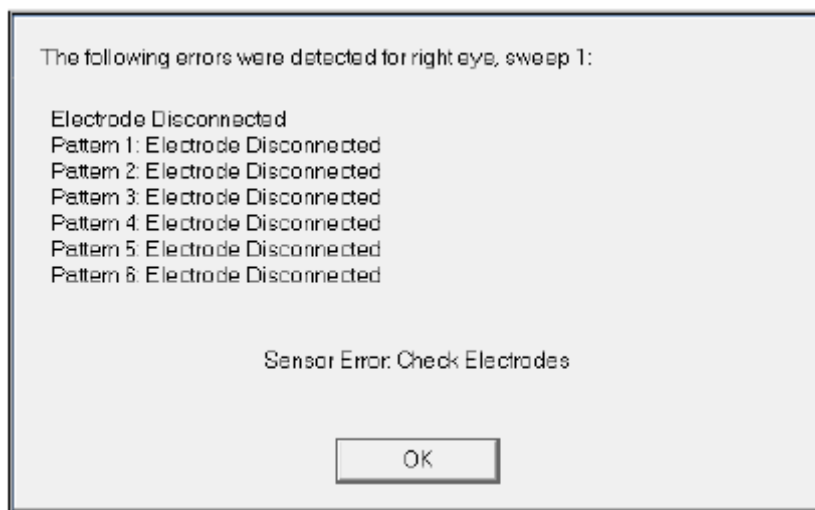 The following errors were detected for right eye, sweep 1:
Electrode Disconnected
Pattern 1: Electrode Disconnected
Pattern 2: Electrode Disconnected
Pattern 3: Electrode Disconnected
Pattern 4: Electrode Disconnected
Pattern 5: Electrode Disconnected
Pattern 6: Electrode Disconnected
Sensor Error: Check Electrodes
OK